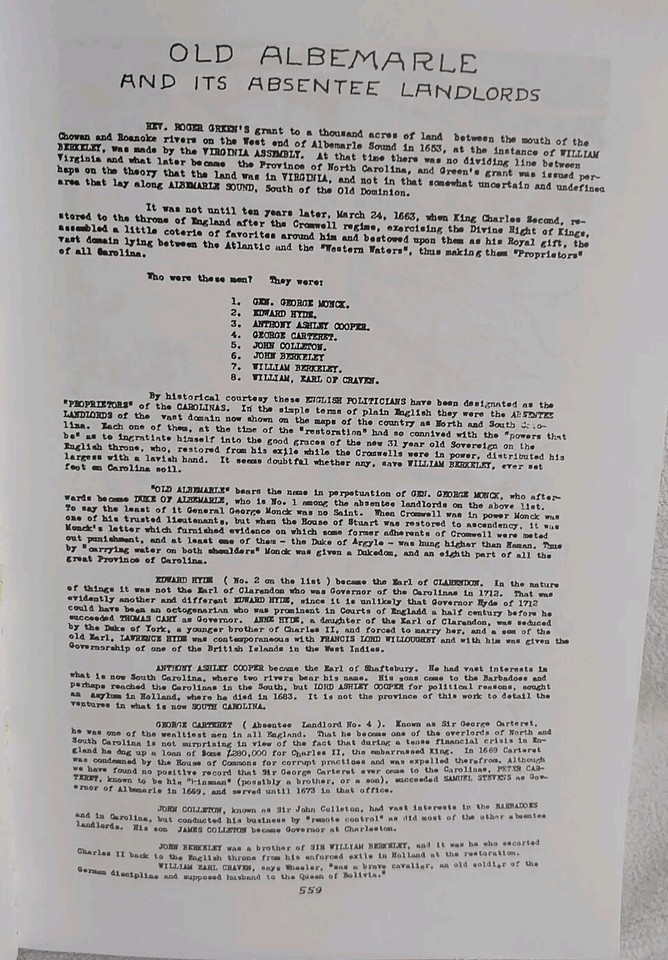 OLD ALBEMARLE
AND ITS ABSENTEE LANDLORDS
REV. ROGER GREEN'S grant to a thousand acres of land between the mouth of the
Chowan and Roanoke rivers on the West end of Albemarle Sound in 1653, at the instance of WILLIAM
BERKELEY, was made by the VIRGINIA ASSEMBLY. At that time there was no dividing line between
Virginia and what later became the Province of North Carolina, and Green's grant was issued per-
haps on the theory that the land was in VIRGINIA, and not in that somewhat uncertain and undefined
area that lay along ALBEMARLE SOUND, South of the Old Dominion.
It was not until ten years later, March 24, 1663, when King Charles Second, re-
stored to the throne of England after the Cromwell regime, exercising the Divine Right of Kings,
assembled a little coterie of favorites around him and bestowed upon them as his Royal gift, the
vast domain lying between the Atlantic and the "Western Waters", thus making them "Proprietors"
of all Carolina.
Who were these men? They were:
1. GEN. GEORGE MONCK.
2. EDWARD HYDE.
3. ANTHONY ASHLEY COOPER.
4. GEORGE CARTERET.
5. JOHN COLLETON.
6. JOHN BERKELEY
7. WILLIAM BERKELEY.
8. WILLIAM, EARL OF CRAVEN.
By historical courtesy these ENGLISH POLITICIANS have been designated as the
"PROPRIETORS" of the CAROLINAS. In the simple terms of plain English they were the ABSENTEE
LANDLORDS of the vast domain now shown on the maps of the country as North and South Caro-
lina. Each one of them, at the time of the "restoration" had so connived with the "powers that
be" as to ingratiate himself into the good graces of the new 31 year old Sovereign on the
English throne, who, restored from his exile while the Cromwells were in power, distributed his
largess with a lavish hand. It seems doubtful whether any, save WILLIAM BERKELEY, ever set
foot on Carolina soil.
"OLD ALBEMARLE" bears the name in perpetuation of GEN. GEORGE MONCK, who after-
wards became DUKE OF ALBEMARLE, who is No. 1 among the absentee landlords on the above list.
To say the least of it General George Monck was no Saint. When Cromwell was in power Monck was
one of his trusted lieutenants, but when the House of Stuart was restored to ascendency, it was
Monck's letter which furnished evidence on which some former adherents of Cromwell were meted
out punishment, and at least one of them - the Duke of Argyle - was hung higher than Haman. Thus
by "carrying water on both shoulders" Monck was given a Dukedom, and an eighth part of all the
great Province of Carolina.
EDWARD HYDE ( No. 2 on the list ) became the Earl of CLARENDON. In the nature
of things it was not the Earl of Clarendon who was Governor of the Carolinas in 1712. That was
evidently another and different EDWARD HYDE, since it is unlikely that Governor Hyde of 1712
could have been an octogenarian who was prominent in Courts of England a half century before he
succeeded THOMAS CARY as Governor. ANNE HYDE, a daughter of the Earl of Clarendon, was seduced
by the Duke of York, a younger brother of Charles II, and forced to marry her, and a son of the
old Earl, LAWRENCE HYDE was contemporaneous with FRANCIS LORD WILLOUGHBY and with him was given the
Governorship of one of the British Islands in the West Indies.
ANTHONY ASHLEY COOPER became the Earl of Shaftsbury. He had vast interests in
what is now South Carolina, where two rivers bear his name. His sons came to the Barbadoes and
perhaps reached the Carolinas in the South, but LORD ASHLEY COOPER for political reasons, sought
an asylum in Holland, where he died in 1683. It is not the province of this work to detail the
ventures in what is now SOUTH CAROLINA.
GEORGE CARTERET ( Absentee Landlord No. 4 ). Known as Sir George Carteret,
he was one of the wealtiest men in all England. That he became one of the overlords of North and
South Carolina is not surprising in view of the fact that during a tense financial crisis in En-
gland he dug up a loan of some £280,000 for Charles II, the embarrassed King. In 1669 Carteret
was condemned by the House of Commons for corrupt practices and was expelled therefrom. Although
we have found no positive record that Sir George Carteret ever came to the Carolinas, PETER CAR-
TERET, known to be his "kinsman" (possibly a brother, or a son), succeeded SAMUEL STEVENS as Gov-
ernor of Albemarle in 1669, and served until 1673 in that office.
JOHN COLLETON, known as Sir John Colleton, had vast interests in the BARBADOES
and in Carolina, but conducted his business by "remote control" as did most of the other absentee
landlords. His son JAMES COLLETON became Governor at Charleston.
JOHN BERKELEY was a brother of SIR WILLIAM BERKELEY, and it was he who escorted
Charles II back to the English throne from his enforced exile in Holland at the restoration.
WILLIAM EARL CRAVEN, says Wheeler, "was a brave cavalier, an old soldier of the
German discipline and supposed husband to the Queen of Bolivia."
559